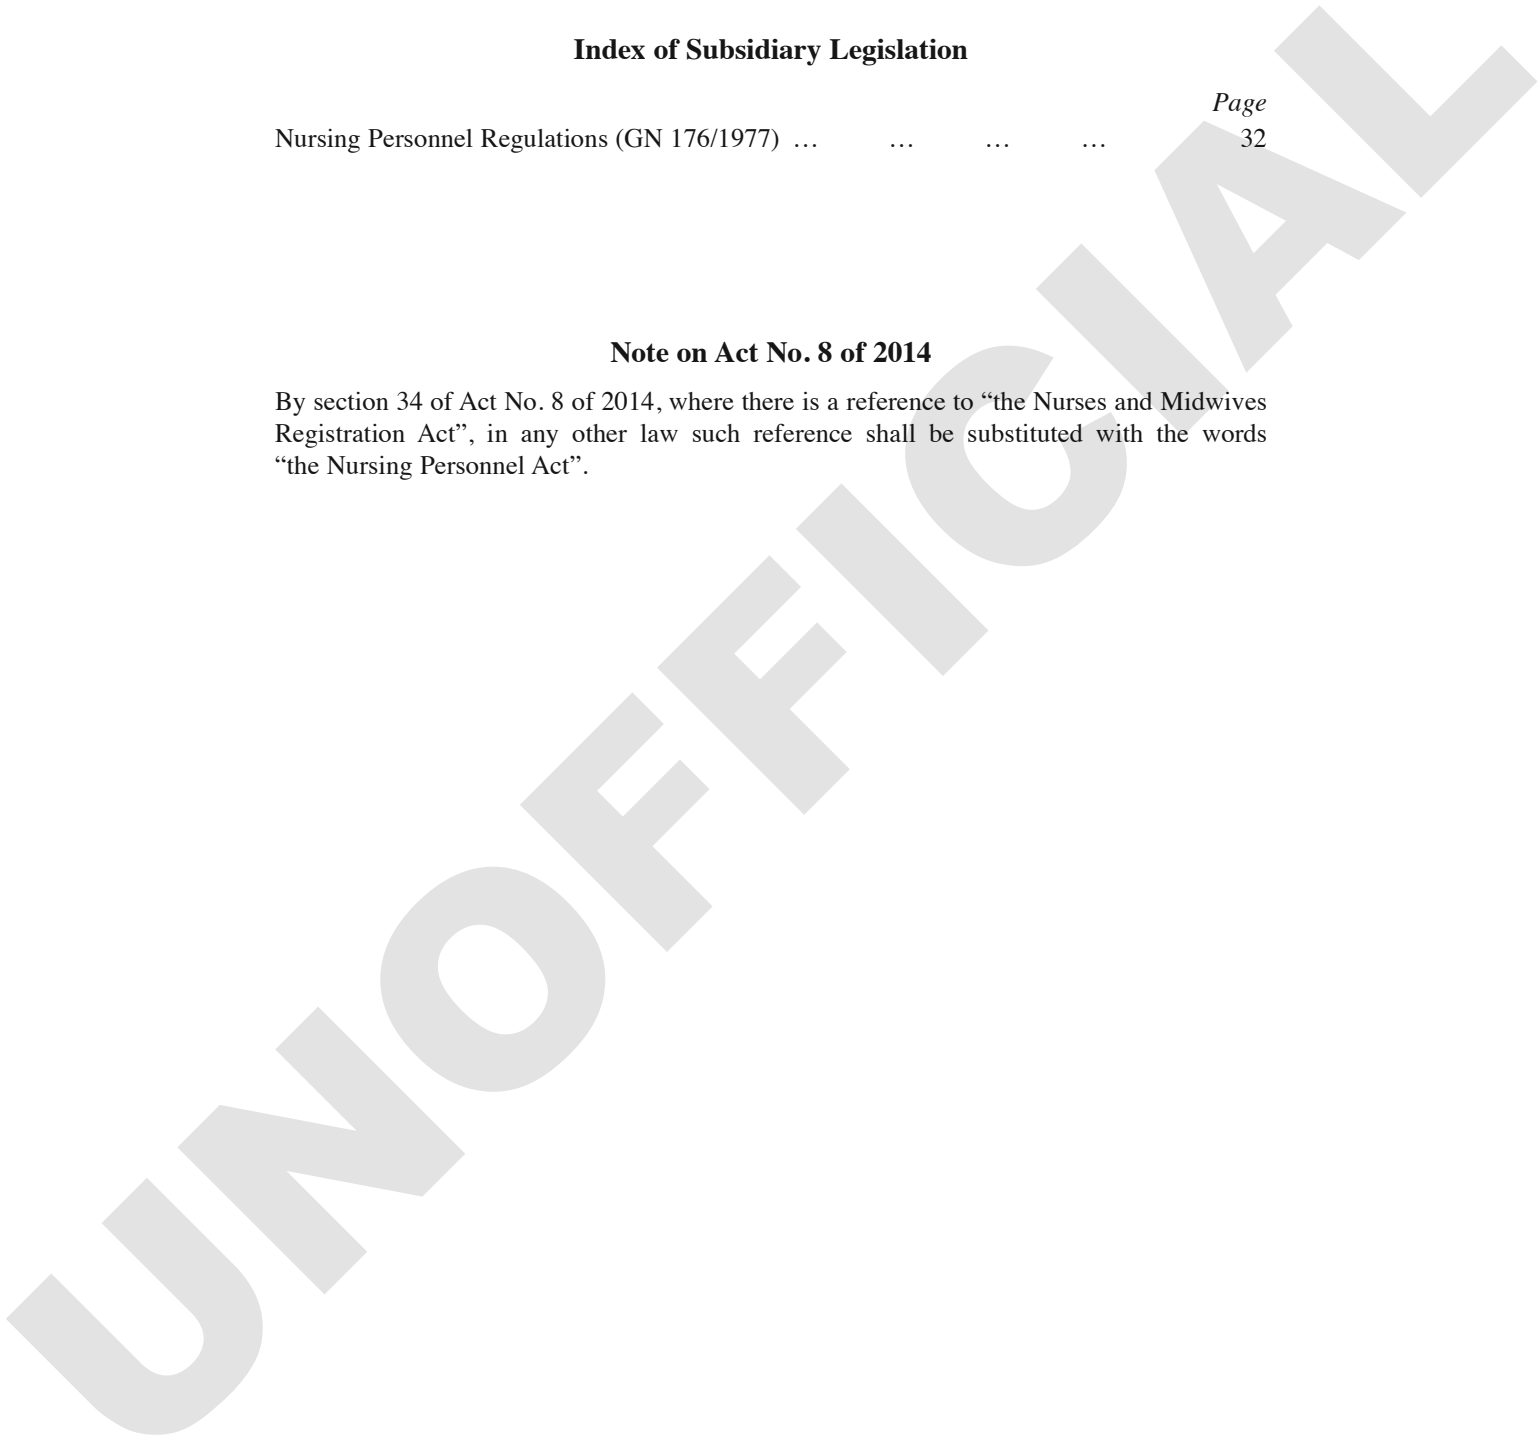 Index of Subsidiary Legislation
Page
Nursing Personnel Regulations (GN 176/1977) … … … … 32
Note on Act No. 8 of 2014
By section 34 of Act No. 8 of 2014, where there is a reference to “the Nurses and Midwives
Registration Act”, in any other law such reference shall be substituted with the words
“the Nursing Personnel Act”.
UNOFFICIAL